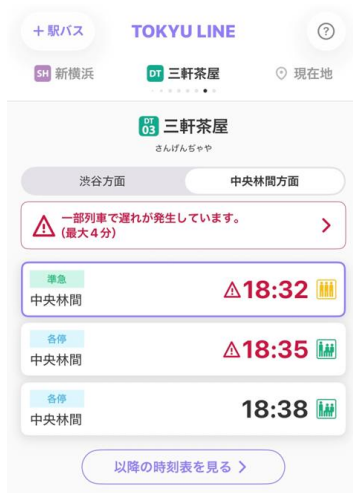 ＋駅バス
TOKYU LINE
?
SH 新横浜
DT 三軒茶屋
現在地
DT 03 三軒茶屋
さんげんぢゃや
渋谷方面
中央林間方面
一部列車で遅れが発生しています。
（最大４分）
準急
中央林間
18:32
各停
中央林間
18:35
各停
中央林間
18:38
以降の時刻表を見る